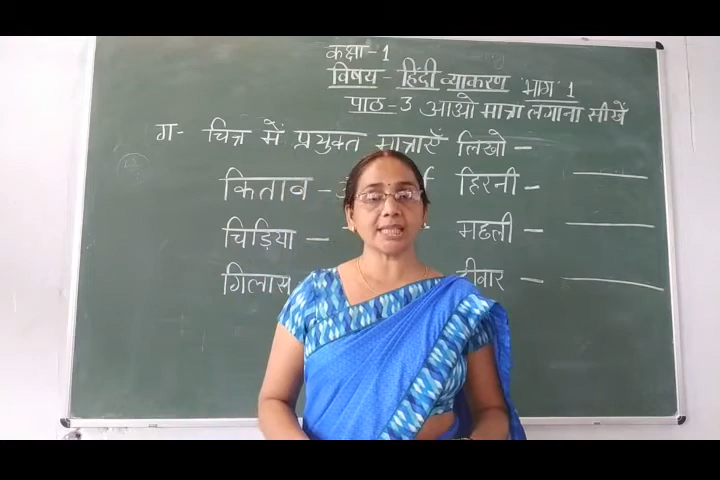 कक्षा-1
विषय - हिंदी व्याकरण भाग 1
पाठ-3 आओ मात्रा लगाना सीखें
ग- चित्र में प्रयुक्त मात्राएँ लिखो -
किताब - हिरनी -
चिड़िया - मछली -
गिलास दीवार -